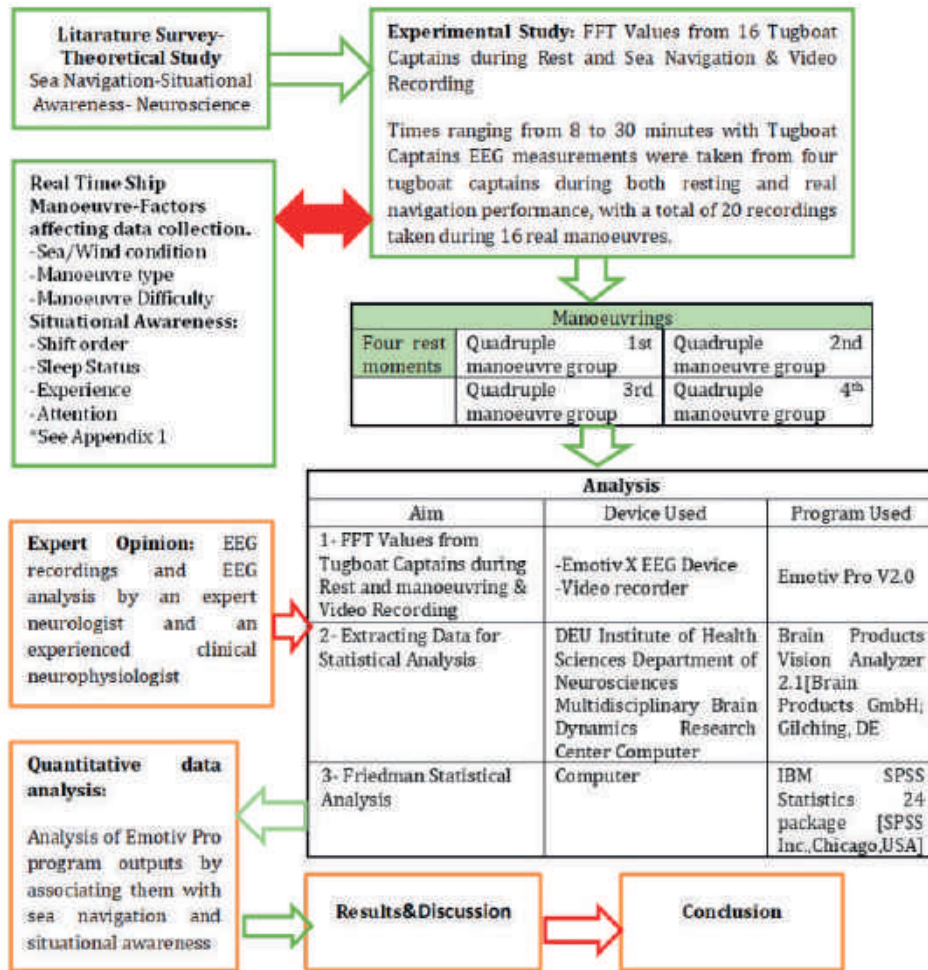 Litarature Survey-
Theoretical Study
Sea Navigation-Situational
Awareness- Neuroscience
Experimental Study: FFT Values from 16 Tugboat
Captains during Rest and Sea Navigation & Video
Recording
Times ranging from 8 to 30 minutes with Tugboat
Captains EEG measurements were taken from four
tugboat captains during both resting and real
navigation performance, with a total of 20 recordings
taken during 16 real manoeuvres.
Real Time Ship
Manoeuvre-Factors
affecting data collection.
-Sea/Wind condition
-Manoeuvre type
-Manoeuvre Difficulty
Situational Awareness:
-Shift order
-Sleep Status
-Experience
-Attention
*See Appendix 1
Manoeuvrings
Four rest
moments
Quadruple 1st
manoeuvre group
Quadruple 2nd
manoeuvre group
Quadruple 3rd
manoeuvre group
Quadruple 4th
manoeuvre group
Analysis
Aim
Device Used
Program Used
1- FFT Values from
Tugboat Captains during
Rest and manoeuvring &
Video Recording
-Emotiv X EEG Device
-Video recorder
Emotiv Pro V2.0
2- Extracting Data for
Statistical Analysis
DEU Institute of Health
Sciences Department of
Neurosciences
Multidisciplinary Brain
Dynamics Research
Center Computer
Brain Products
Vision Analyzer
2.1[Brain
Products GmbH;
Gilching, DE
3- Friedman Statistical
Analysis
Computer
IBM SPSS
Statistics 24
package [SPSS
Inc.,Chicago,USA]
Expert Opinion: EEG
recordings and EEG
analysis by an expert
neurologist and an
experienced clinical
neurophysiologist
Quantitative data
analysis:
Analysis of Emotiv Pro
program outputs by
associating them with
sea navigation and
situational awareness
Results&Discussion
Conclusion